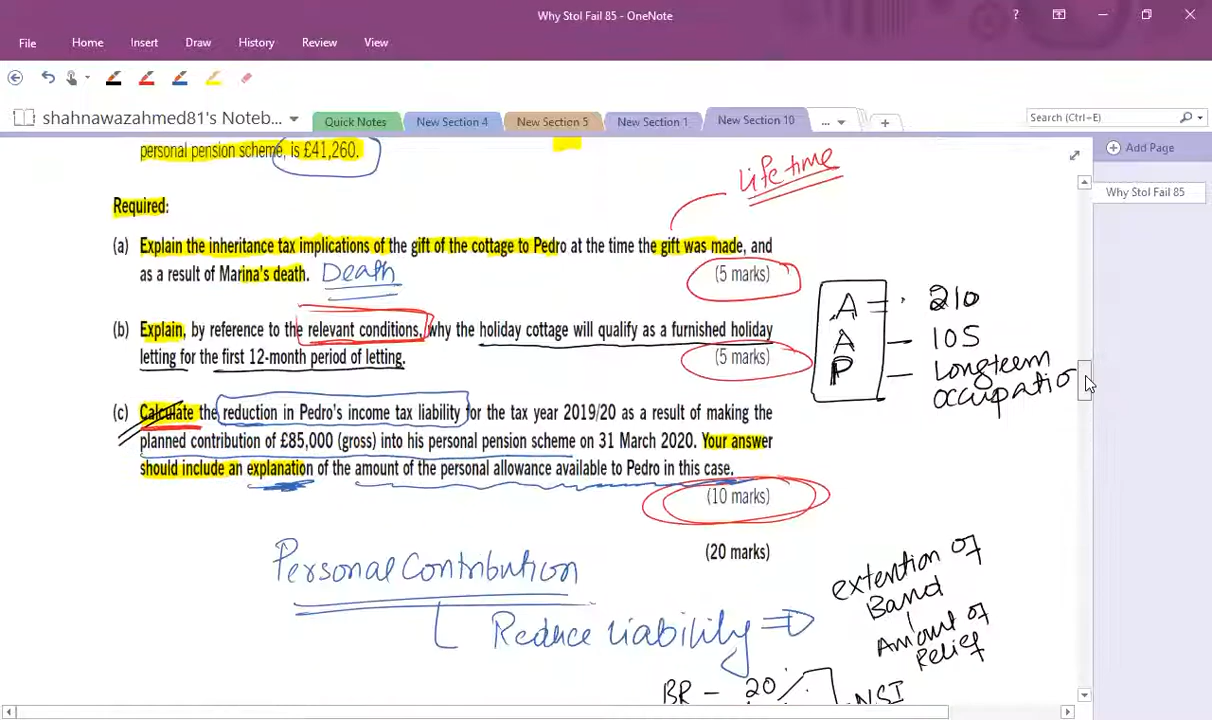 Why Stol Fail 85 - OneNote
File Home Insert Draw History Review View
shahnawazahmed81's Noteb... Quick Notes New Section 4 New Section 5 New Section 1 New Section 10 ... Search (Ctrl+E)
Add Page
Why Stol Fail 85
personal pension scheme, is £41,260.
Lifetime
Required:
(a) Explain the inheritance tax implications of the gift of the cottage to Pedro at the time the gift was made, and
as a result of Marina's death. Death (5 marks)
A = 210
A - 105
P - Longterm
occupation
(b) Explain, by reference to the relevant conditions, why the holiday cottage will qualify as a furnished holiday
letting for the first 12-month period of letting. (5 marks)
(c) Calculate the reduction in Pedro's income tax liability for the tax year 2019/20 as a result of making the
planned contribution of £85,000 (gross) into his personal pension scheme on 31 March 2020. Your answer
should include an explanation of the amount of the personal allowance available to Pedro in this case.
(10 marks)
(20 marks)
Personal Contribution
Reduce liability
extention of
Band
Amount of
Relief
BR - 20
NSI